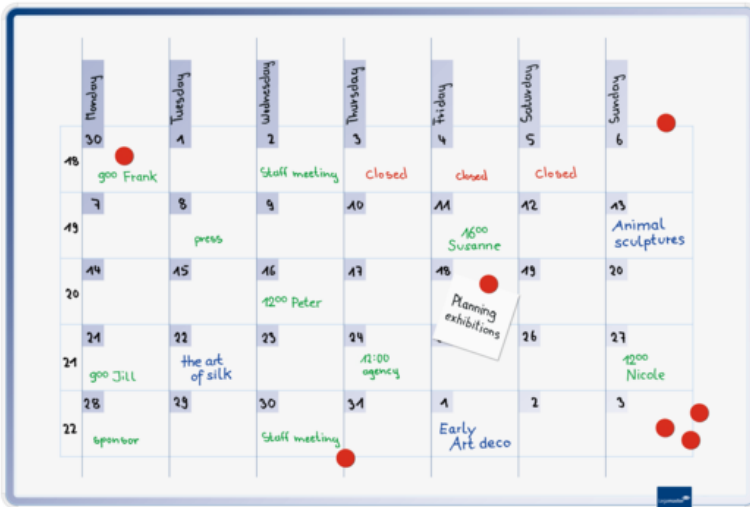 Monday Tuesday Wednesday Thursday Friday Saturday Sunday
18 30 1 2 3 4 5 6
9⁰⁰ Frank Staff meeting Closed closed Closed
19 7 8 9 10 11 12 13
press
16⁰⁰
Susanne
Animal
sculptures
20 14 15 16 17 18 19 20
12⁰⁰ Peter
Planning
exhibitions
21 21 22 23 24 26 27
9⁰⁰ Jill
the art
of silk
12:00
agency
12⁰⁰
Nicole
22 28 29 30 31 1 2 3
sponsor
Staff meeting
Early
Art deco